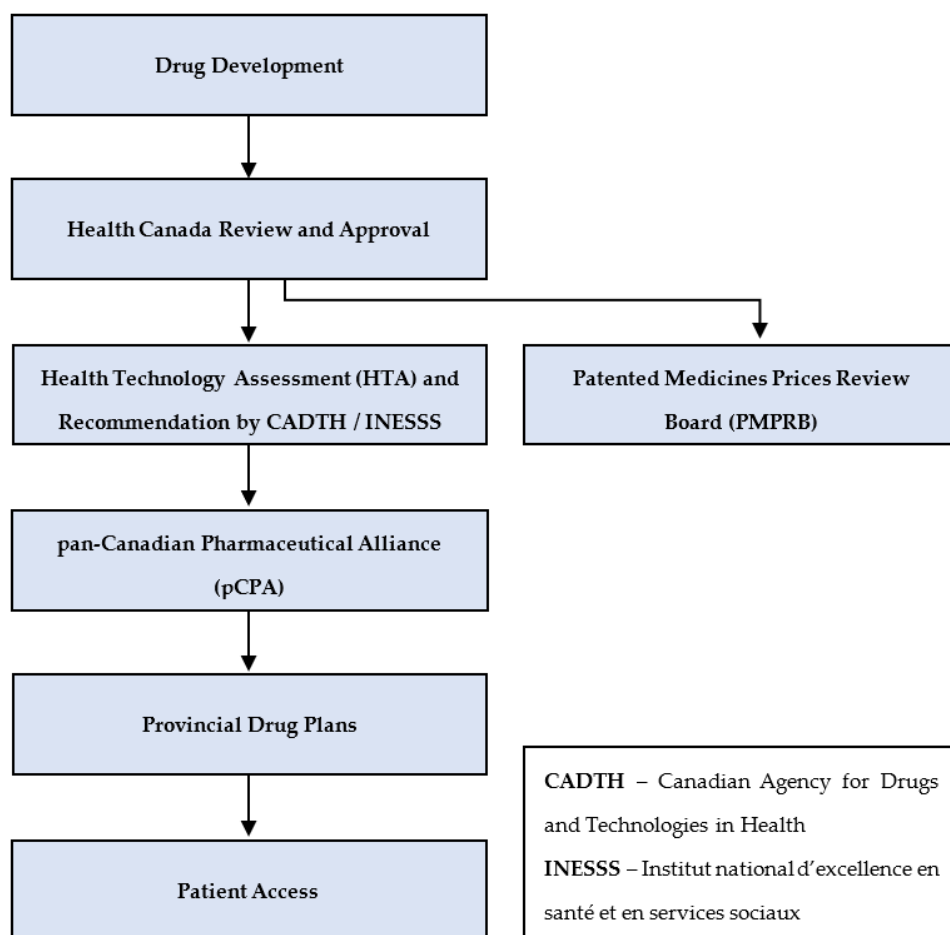 Drug Development
Health Canada Review and Approval
Health Technology Assessment (HTA) and
Recommendation by CADTH / INESSS
Patented Medicines Prices Review
Board (PMPRB)
pan-Canadian Pharmaceutical Alliance
(pCPA)
Provincial Drug Plans
Patient Access
CADTH – Canadian Agency for Drugs
and Technologies in Health
INESSS – Institut national d’excellence en
santé et en services sociaux